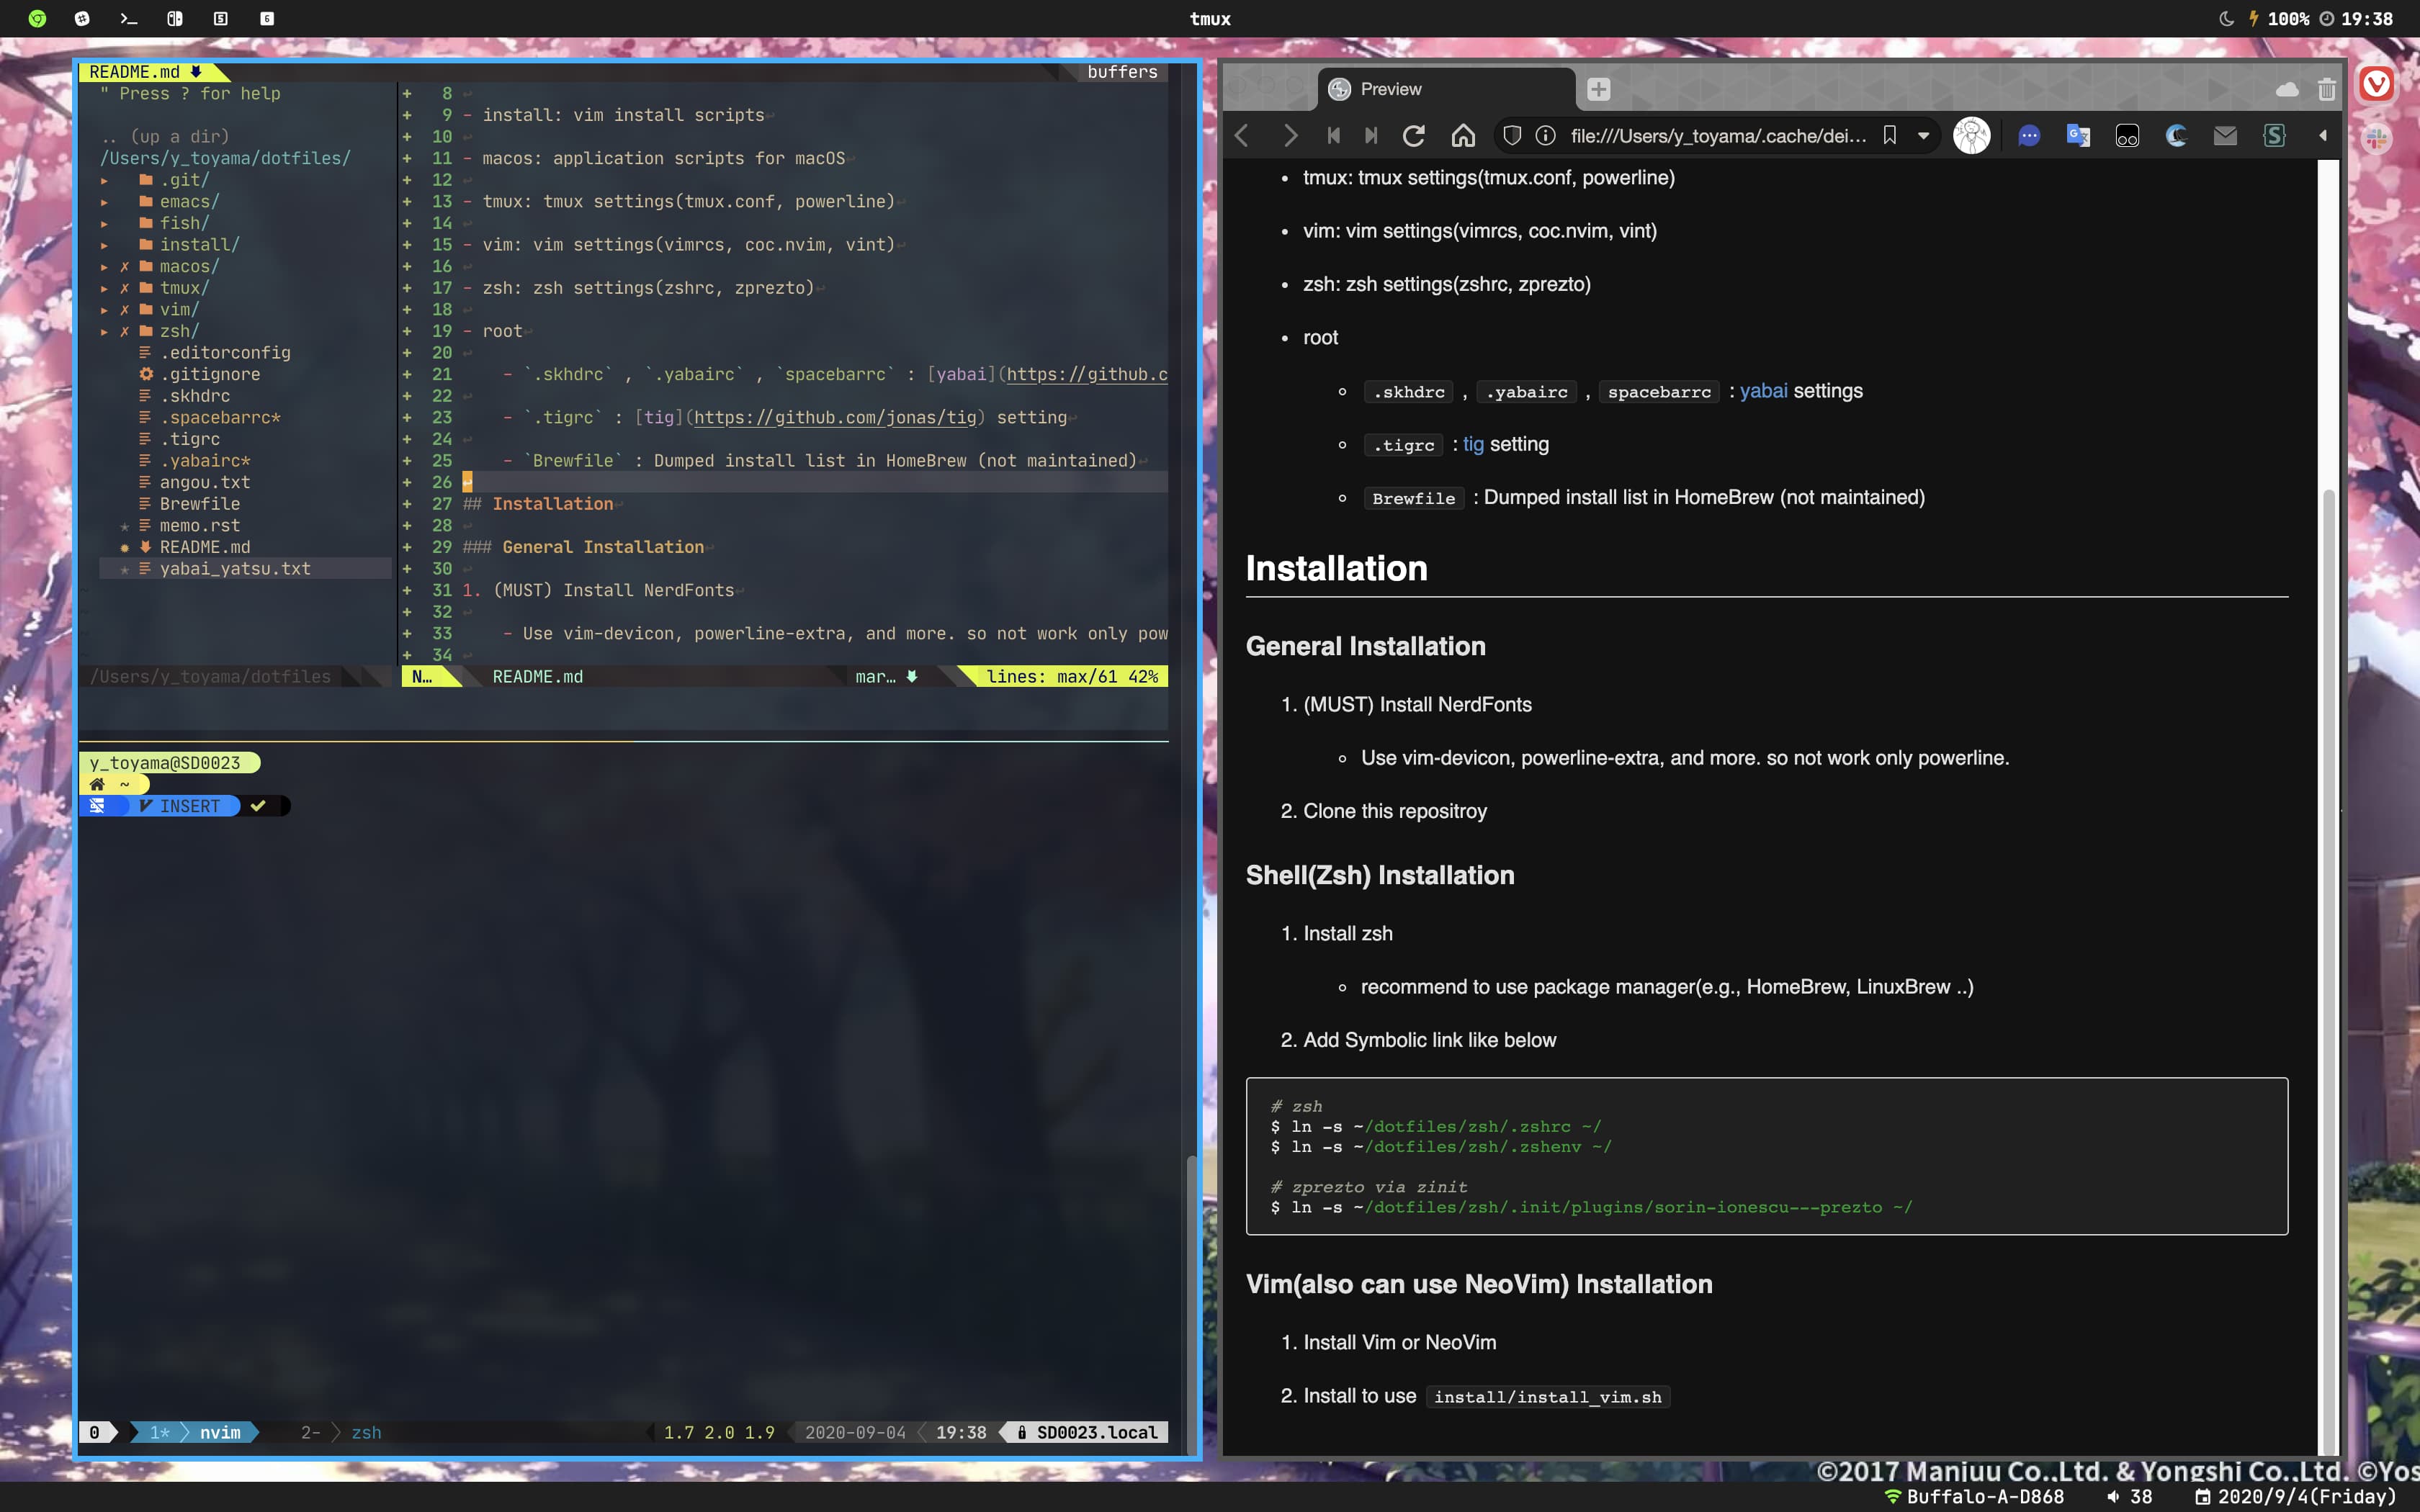 5
6
tmux
100%
19:38
README.md
buffers
" Press ? for help
.. (up a dir)
/Users/y_toyama/dotfiles/
.git/
emacs/
fish/
install/
✗ macos/
✗ tmux/
✗ vim/
✗ zsh/
.editorconfig
.gitignore
.skhdrc
.spacebarrc*
.tigrc
.yabairc*
angou.txt
Brewfile
memo.rst
README.md
yabai_yatsu.txt
/Users/y_toyama/dotfiles
+ 8
+ 9 - install: vim install scripts
+ 10
+ 11 - macos: application scripts for macOS
+ 12
+ 13 - tmux: tmux settings(tmux.conf, powerline)
+ 14
+ 15 - vim: vim settings(vimrcs, coc.nvim, vint)
+ 16
+ 17 - zsh: zsh settings(zshrc, zprezto)
+ 18
+ 19 - root
+ 20
+ 21 - `.skhdrc` , `.yabairc` , `spacebarrc` : [yabai](https://github.c
+ 22
+ 23 - `.tigrc` : [tig](https://github.com/jonas/tig) setting
+ 24
+ 25 - `Brewfile` : Dumped install list in HomeBrew (not maintained)
+ 26
+ 27 ## Installation
+ 28
+ 29 ### General Installation
+ 30
+ 31 1. (MUST) Install NerdFonts
+ 32
+ 33 - Use vim-devicon, powerline-extra, and more. so not work only pow
+ 34
N… README.md mar… lines: max/61 42%
y_toyama@SD0023
~
INSERT
0 1* nvim 2- zsh 1.7 2.0 1.9 2020-09-04 19:38 SD0023.local
Preview
file:///Users/y_toyama/.cache/dei…
• tmux: tmux settings(tmux.conf, powerline)
• vim: vim settings(vimrcs, coc.nvim, vint)
• zsh: zsh settings(zshrc, zprezto)
• root
.skhdrc , .yabairc , spacebarrc : yabai settings
.tigrc : tig setting
Brewfile : Dumped install list in HomeBrew (not maintained)
Installation
General Installation
1. (MUST) Install NerdFonts
Use vim-devicon, powerline-extra, and more. so not work only powerline.
2. Clone this repositroy
Shell(Zsh) Installation
1. Install zsh
recommend to use package manager(e.g., HomeBrew, LinuxBrew ..)
2. Add Symbolic link like below
# zsh
$ ln -s ~/dotfiles/zsh/.zshrc ~/
$ ln -s ~/dotfiles/zsh/.zshenv ~/
# zprezto via zinit
$ ln -s ~/dotfiles/zsh/.init/plugins/sorin-ionescu---prezto ~/
Vim(also can use NeoVim) Installation
1. Install Vim or NeoVim
2. Install to use install/install_vim.sh
©2017 Manjuu Co.,Ltd. & Yongshi Co.,Ltd. ©Yos
Buffalo-A-D868
38
2020/9/4(Friday)